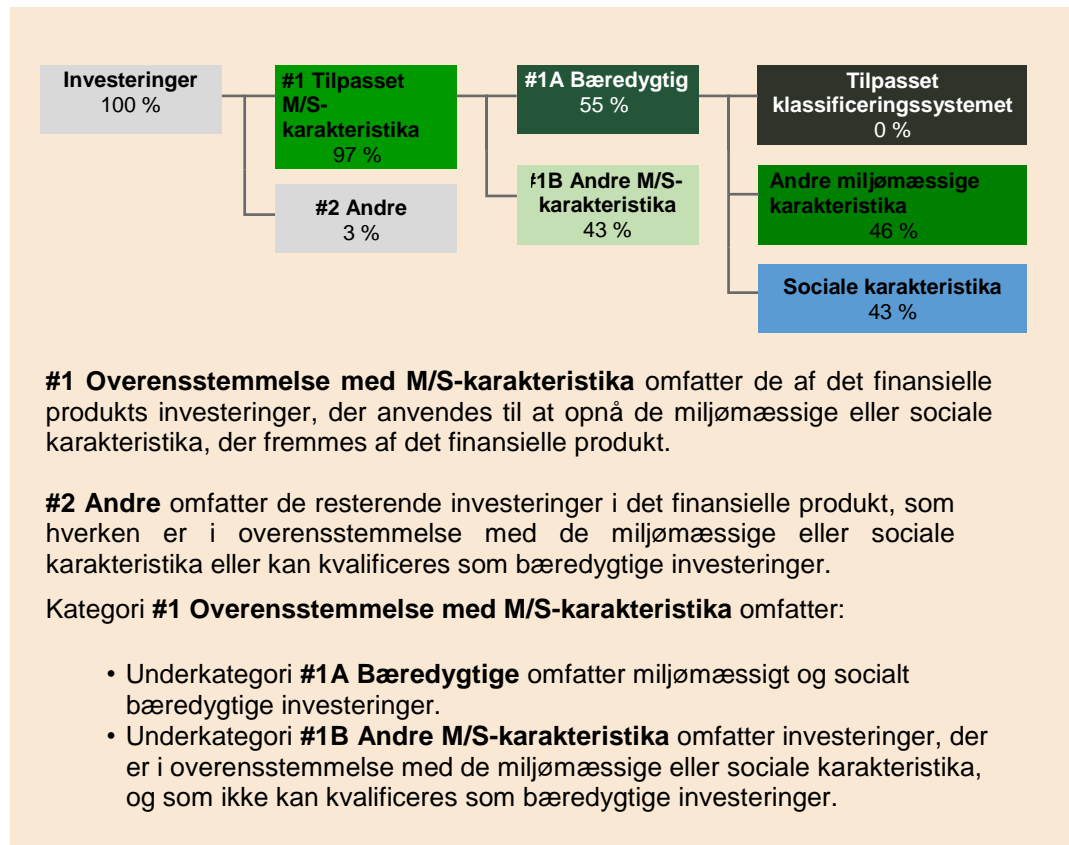 Investeringer
100 %
#1 Tilpasset
M/S-
karakteristika
97 %
#2 Andre
3 %
#1A Bæredygtig
55 %
#1B Andre M/S-
karakteristika
43 %
Tilpasset
klassificeringssystemet
0 %
Andre miljømæssige
karakteristika
46 %
Sociale karakteristika
43 %
#1 Overensstemmelse med M/S-karakteristika omfatter de af det finansielle
produkts investeringer, der anvendes til at opnå de miljømæssige eller sociale
karakteristika, der fremmes af det finansielle produkt.
#2 Andre omfatter de resterende investeringer i det finansielle produkt, som
hverken er i overensstemmelse med de miljømæssige eller sociale
karakteristika eller kan kvalificeres som bæredygtige investeringer.
Kategori #1 Overensstemmelse med M/S-karakteristika omfatter:
• Underkategori #1A Bæredygtige omfatter miljømæssigt og socialt
bæredygtige investeringer.
• Underkategori #1B Andre M/S-karakteristika omfatter investeringer, der
er i overensstemmelse med de miljømæssige eller sociale karakteristika,
og som ikke kan kvalificeres som bæredygtige investeringer.